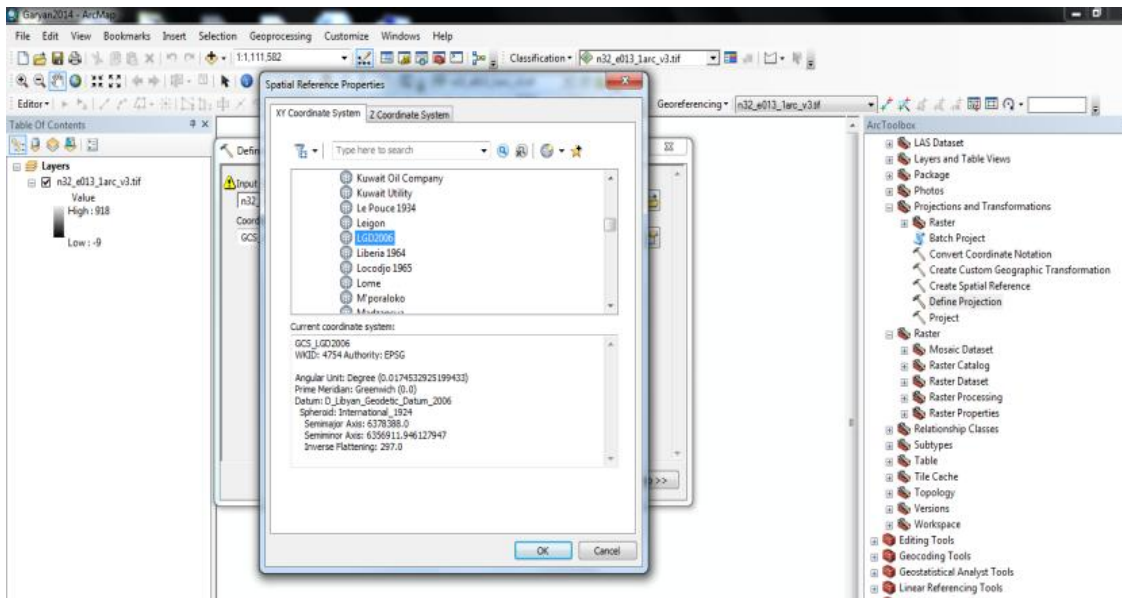 Garyan2014 - ArcMap
File Edit View Bookmarks Insert Selection Geoprocessing Customize Windows Help
1:1,111,582
Classification
n32_e013_1arc_v3.tif
Editor
Georeferencing
n32_e013_1arc_v3.tif
Table Of Contents
Layers
n32_e013_1arc_v3.tif
Value
High : 918
Low : -9
Defin
Input
n32_
Coord
GCS_
Spatial Reference Properties
XY Coordinate System
Z Coordinate System
Type here to search
Kuwait Oil Company
Kuwait Utility
Le Pouce 1934
Leigon
LGD2006
Liberia 1964
Locodjo 1965
Lome
M'poraloko
Current coordinate system:
GCS_LGD2006
WKID: 4754 Authority: EPSG
Angular Unit: Degree (0.0174532925199433)
Prime Meridian: Greenwich (0.0)
Datum: D_Libyan_Geodetic_Datum_2006
Spheroid: International_1924
Semimajor Axis: 6378388.0
Semiminor Axis: 6356911.946127947
Inverse Flattening: 297.0
OK
Cancel
>>
ArcToolbox
LAS Dataset
Layers and Table Views
Package
Photos
Projections and Transformations
Raster
Batch Project
Convert Coordinate Notation
Create Custom Geographic Transformation
Create Spatial Reference
Define Projection
Project
Raster
Mosaic Dataset
Raster Catalog
Raster Dataset
Raster Processing
Raster Properties
Relationship Classes
Subtypes
Table
Tile Cache
Topology
Versions
Workspace
Editing Tools
Geocoding Tools
Geostatistical Analyst Tools
Linear Referencing Tools